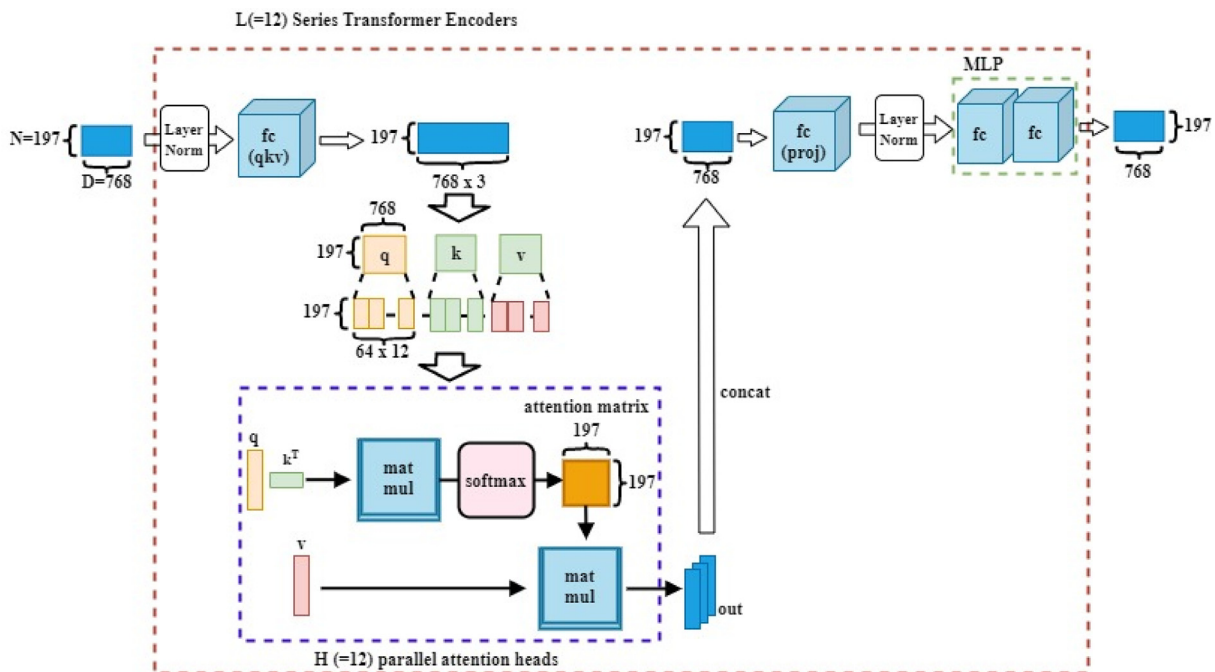 L(=12) Series Transformer Encoders
MLP
N=197
Layer
Norm
fc
(qkv)
197
197
fc
(proj)
Layer
Norm
fc
fc
197
D=768
768 x 3
768
768
768
197
q
k
v
197
64 x 12
attention matrix
concat
197
q
k^T
mat
mul
softmax
197
v
mat
mul
out
H (=12) parallel attention heads